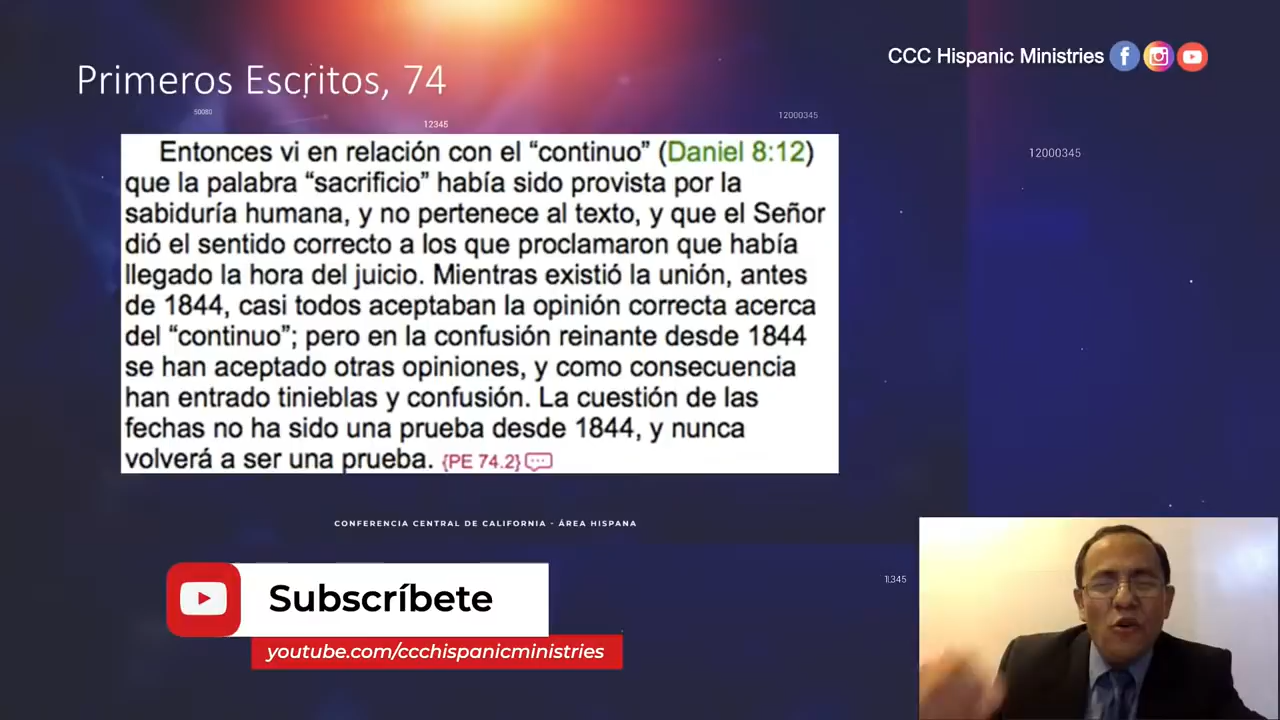 CCC Hispanic Ministries
Primeros Escritos, 74
50080
12345
12000345
12000345
Entonces vi en relación con el “continuo” (Daniel 8:12)
que la palabra “sacrificio” había sido provista por la
sabiduría humana, y no pertenece al texto, y que el Señor
dió el sentido correcto a los que proclamaron que había
llegado la hora del juicio. Mientras existió la unión, antes
de 1844, casi todos aceptaban la opinión correcta acerca
del “continuo”; pero en la confusión reinante desde 1844
se han aceptado otras opiniones, y como consecuencia
han entrado tinieblas y confusión. La cuestión de las
fechas no ha sido una prueba desde 1844, y nunca
volverá a ser una prueba. {PE 74.2}
CONFERENCIA CENTRAL DE CALIFORNIA - ÁREA HISPANA
Subscríbete
youtube.com/ccchispanicministries